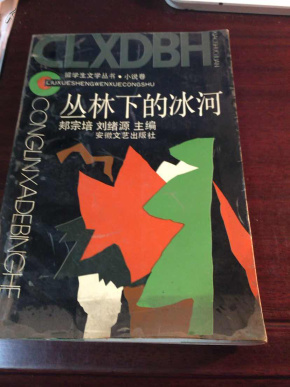 CLXDBH
留学生文学丛书·小说卷
LIUXUESHENGWENXUECONGSHU
丛林下的冰河
郏宗培 刘绪源 主编
安徽文艺出版社
CONGLINXIADEBINGHE